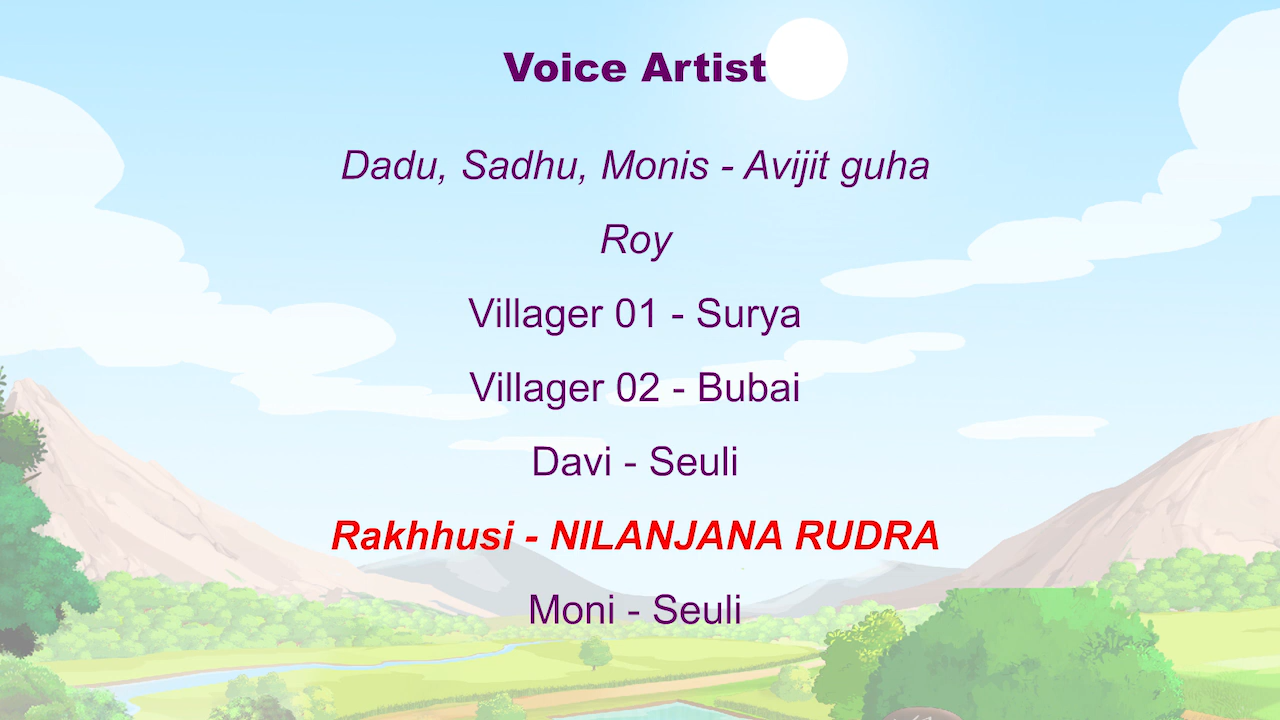 Voice Artist
Dadu, Sadhu, Monis - Avijit guha
Roy
Villager 01 - Surya
Villager 02 - Bubai
Davi - Seuli
Rakhhusi - NILANJANA RUDRA
Moni - Seuli